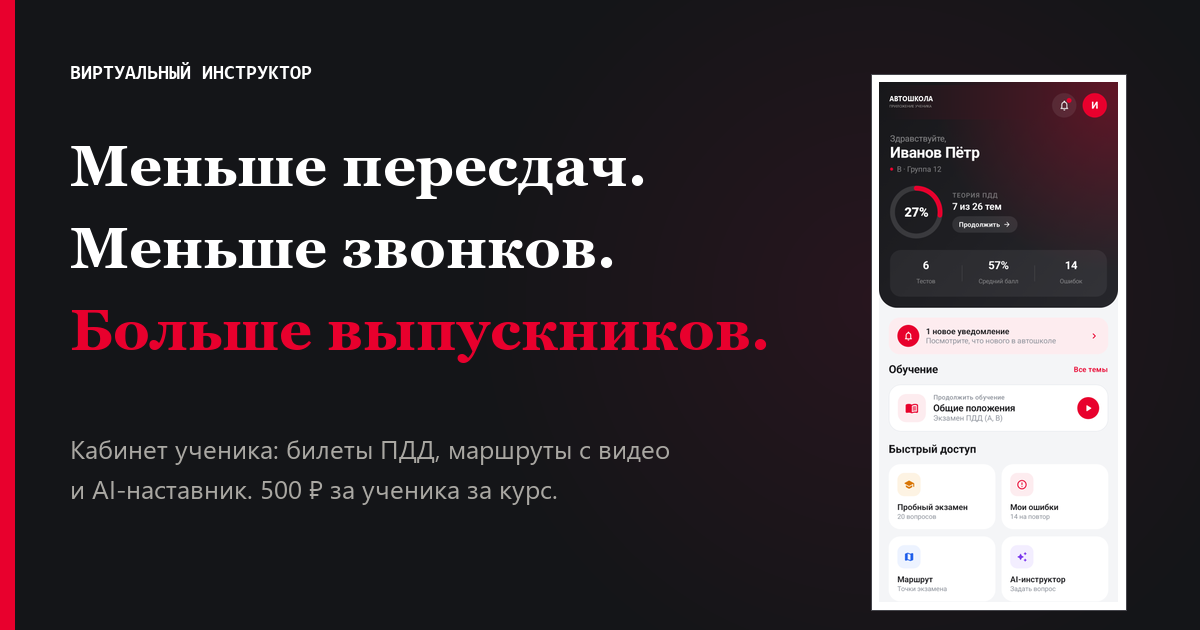 ВИРТУАЛЬНЫЙ ИНСТРУКТОР
Меньше пересдач.
Меньше звонков.
Больше выпускников.
Кабинет ученика: билеты ПДД, маршруты с видео
и AI-наставник. 500 ₽ за ученика за курс.
АВТОШКОЛА
ПРИЛОЖЕНИЕ УЧЕНИКА
И
Здравствуйте,
Иванов Пётр
B · Группа 12
27%
ТЕОРИЯ ПДД
7 из 26 тем
Продолжить →
6 57% 14
Тестов Средний балл Ошибок
1 новое уведомление
Посмотрите, что нового в автошколе
Обучение Все темы
Продолжить обучение
Общие положения
Экзамен ПДД (A, B)
Быстрый доступ
Пробный экзамен Мои ошибки
20 вопросов 14 на повтор
Маршрут AI-инструктор
Точки экзамена Задать вопрос